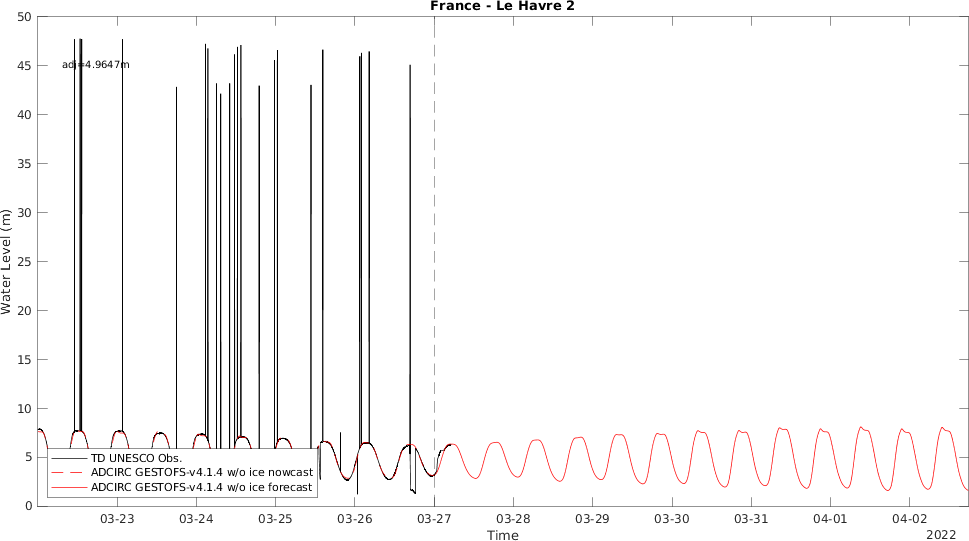 France - Le Havre 2
50
45
40
35
30
25
20
15
10
5
0
Water Level (m)
adj=4.9647m
TD UNESCO Obs.
ADCIRC GESTOFS-v4.1.4 w/o ice nowcast
ADCIRC GESTOFS-v4.1.4 w/o ice forecast
03-23 03-24 03-25 03-26 03-27 03-28 03-29 03-30 03-31 04-01 04-02
Time
2022